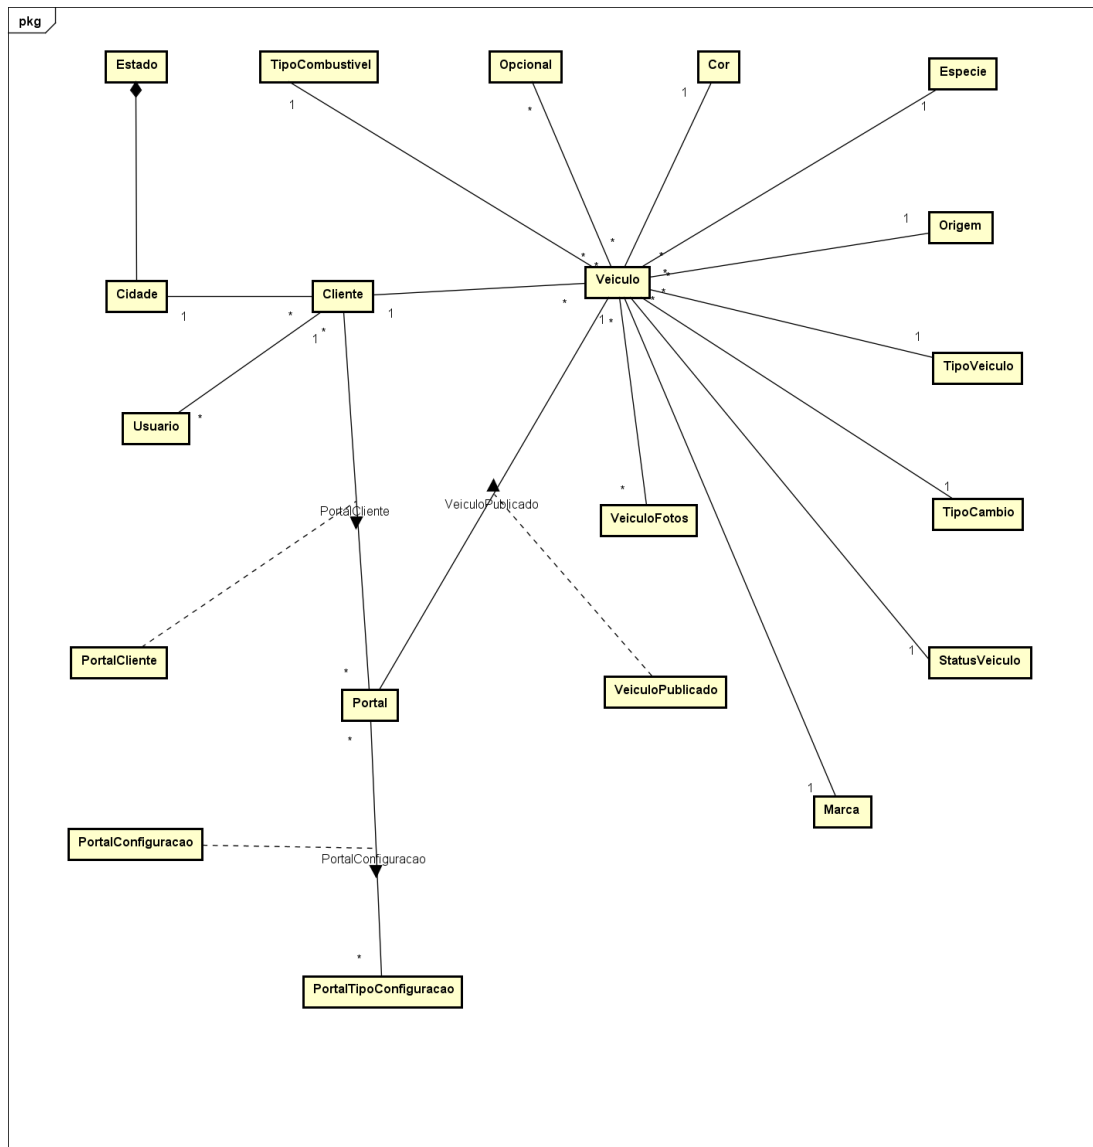 pkg
Estado
TipoCombustivel
Opcional
Cor
Especie
1
*
1
1
Origem
1
*
*
*
*
*
*
Veiculo
Cidade
Cliente
1
*
1
*
*
*
1
*
1
*
1
TipoVeiculo
Usuario
*
1
TipoCambio
*
VeiculoFotos
PortalCliente
VeiculoPublicado
1
StatusVeiculo
PortalCliente
*
VeiculoPublicado
Portal
*
1
Marca
PortalConfiguracao
PortalConfiguracao
*
PortalTipoConfiguracao